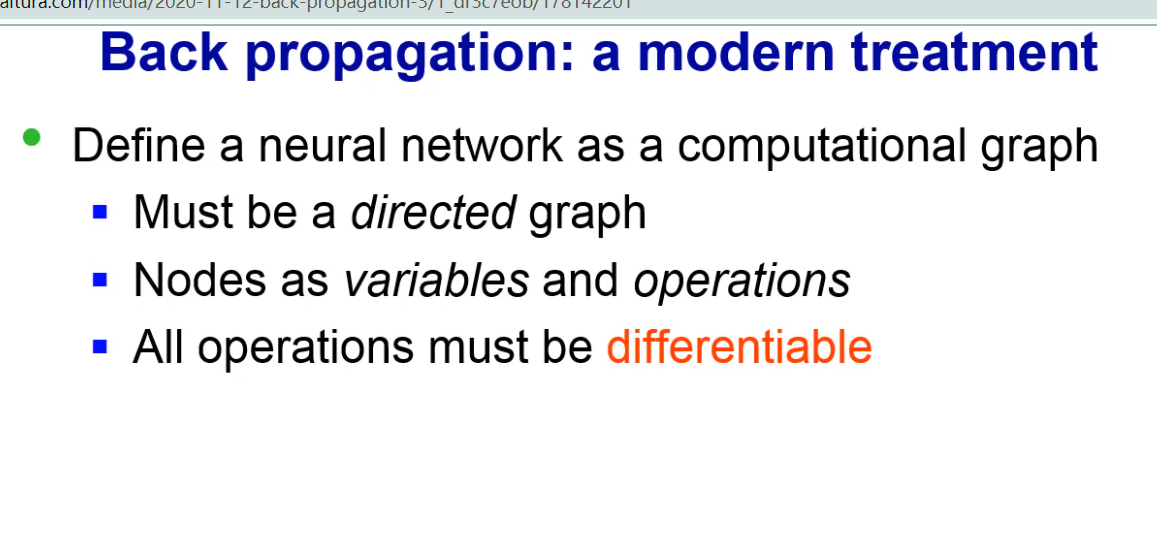 Back propagation: a modern treatment
Define a neural network as a computational graph
Must be a directed graph
Nodes as variables and operations
All operations must be differentiable